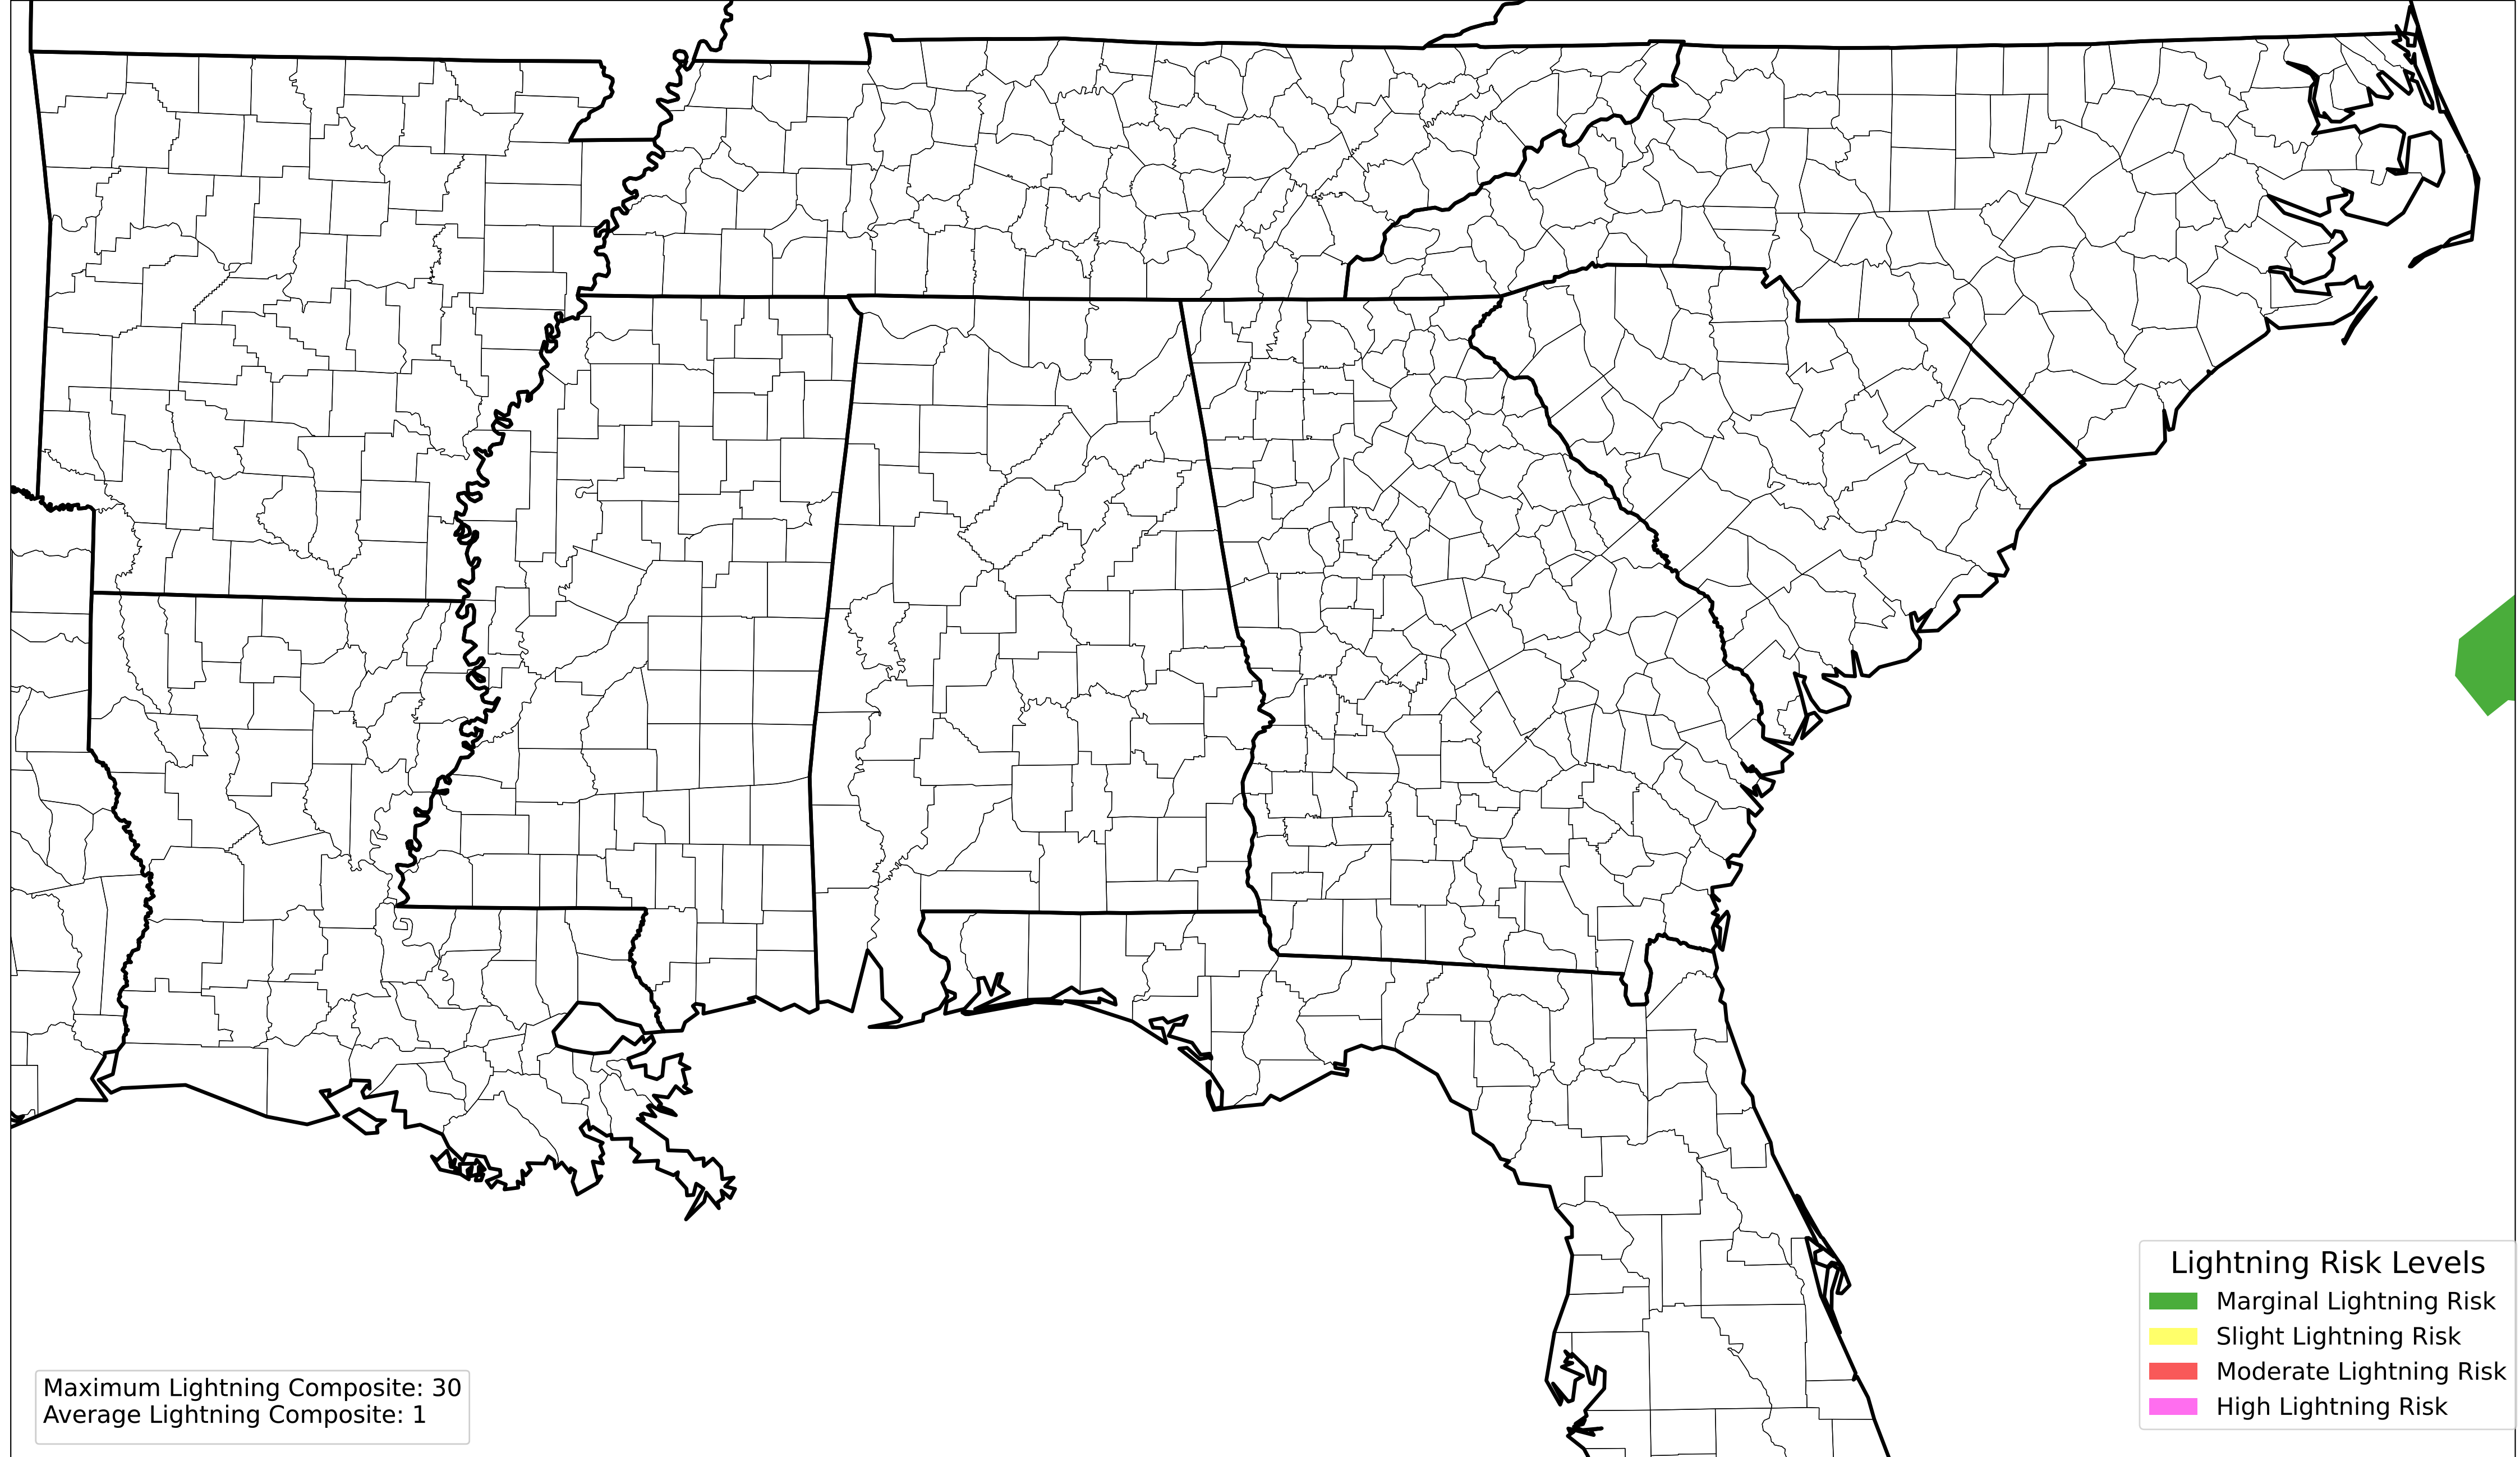 Lightning Risk Levels
Marginal Lightning Risk
Slight Lightning Risk
Moderate Lightning Risk
High Lightning Risk
Maximum Lightning Composite: 30
Average Lightning Composite: 1